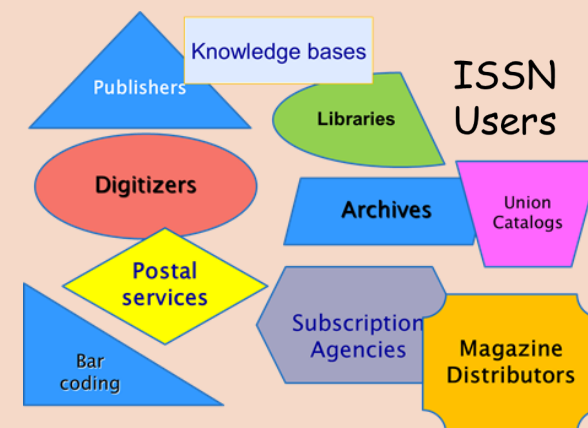 Knowledge bases
Publishers
ISSN
Users
Libraries
Digitizers
Archives
Union
Catalogs
Postal
services
Subscription
Agencies
Bar
coding
Magazine
Distributors